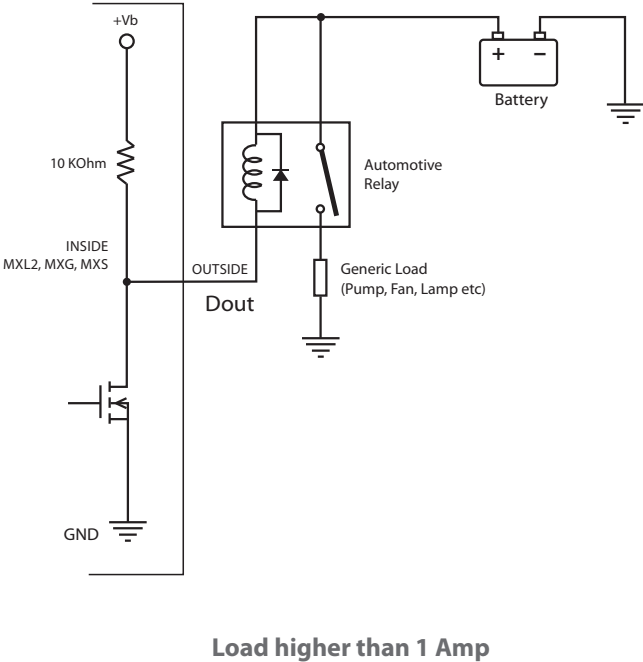 +Vb
+ −
Battery
10 KOhm
Automotive
Relay
INSIDE
MXL2, MXG, MXS
OUTSIDE
Generic Load
(Pump, Fan, Lamp etc)
Dout
GND
Load higher than 1 Amp